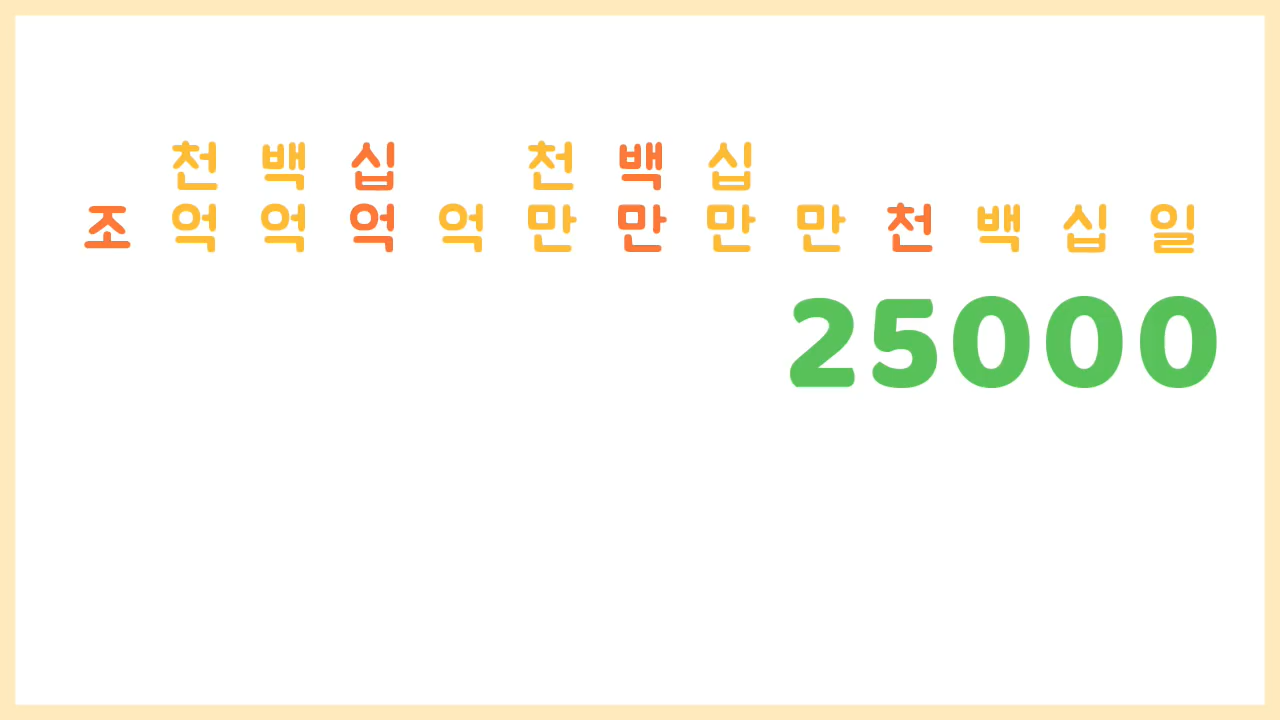 천 백 십 천 백 십
조 억 억 억 억 만 만 만 만 천 백 십 일
25000